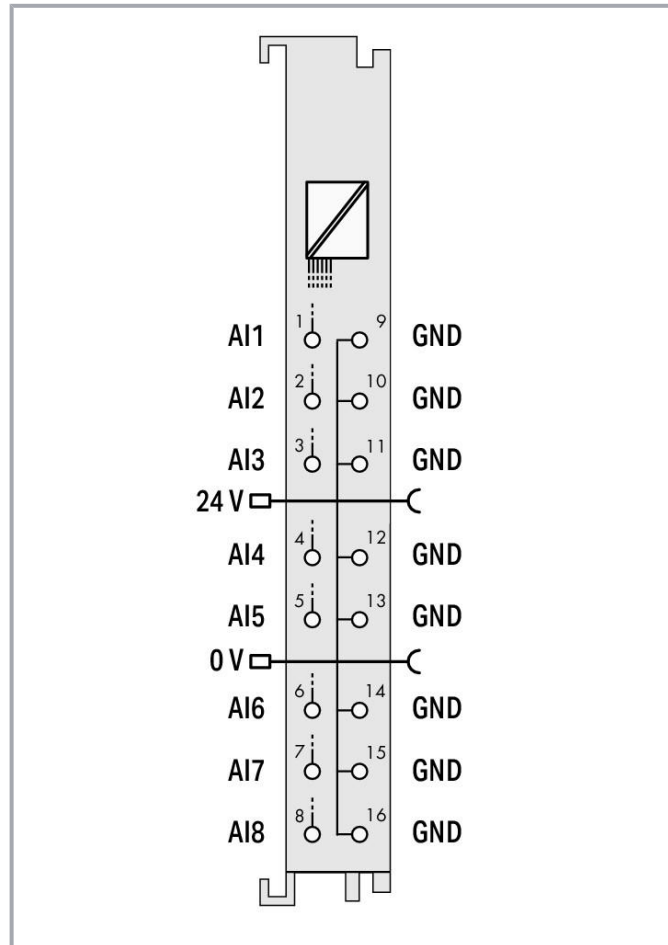 AI1 1 9 GND
AI2 2 10 GND
AI3 3 11 GND
24 V
AI4 4 12 GND
AI5 5 13 GND
0 V
AI6 6 14 GND
AI7 7 15 GND
AI8 8 16 GND